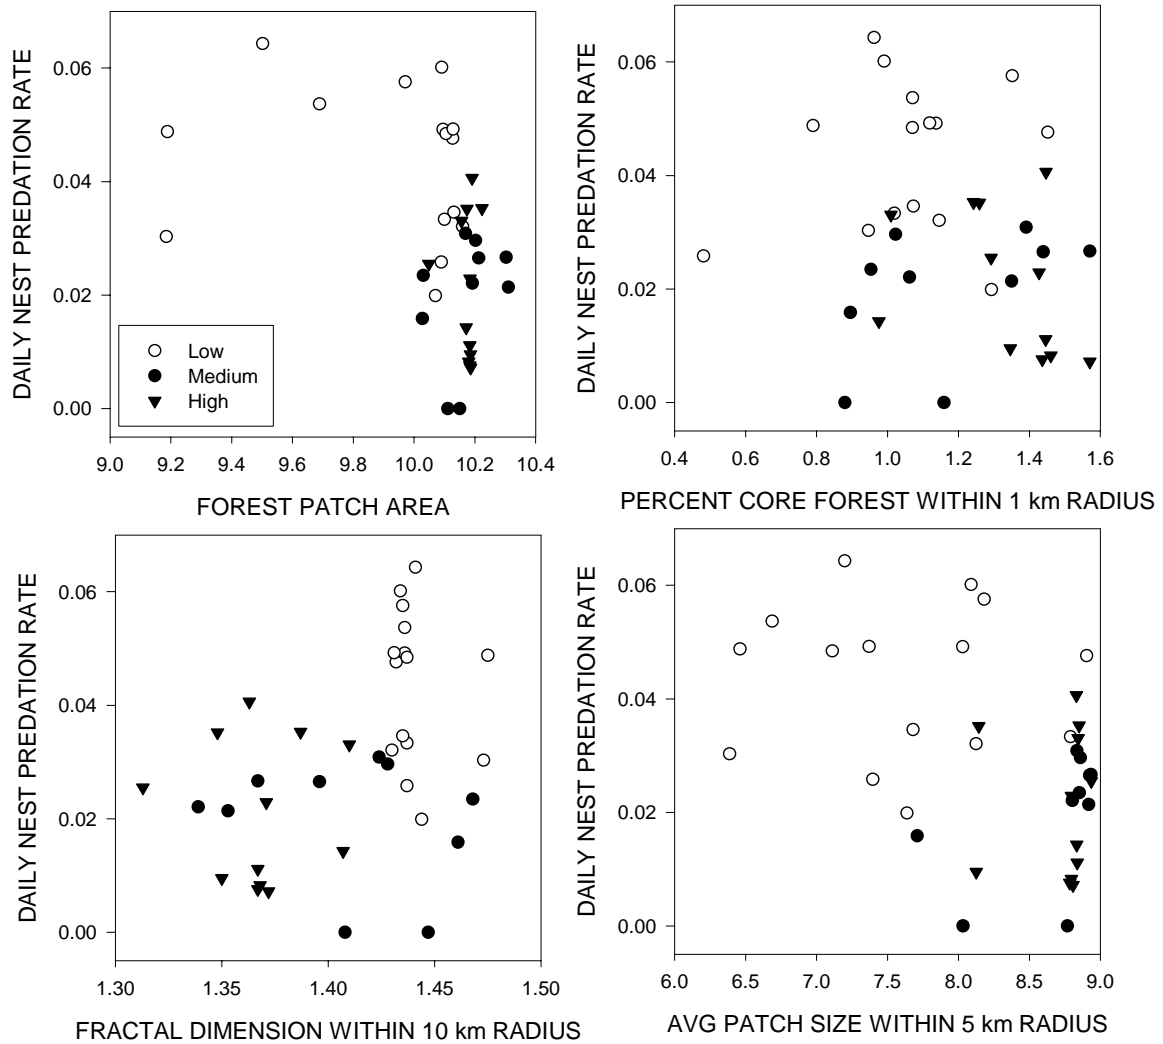 DAILY NEST PREDATION RATE
0.06
0.04
0.02
0.00
Low
Medium
High
9.0 9.2 9.4 9.6 9.8 10.0 10.2 10.4
FOREST PATCH AREA
DAILY NEST PREDATION RATE
0.06
0.04
0.02
0.00
0.4 0.6 0.8 1.0 1.2 1.4 1.6
PERCENT CORE FOREST WITHIN 1 km RADIUS
DAILY NEST PREDATION RATE
0.06
0.04
0.02
0.00
1.30 1.35 1.40 1.45 1.50
FRACTAL DIMENSION WITHIN 10 km RADIUS
DAILY NEST PREDATION RATE
0.06
0.04
0.02
0.00
6.0 6.5 7.0 7.5 8.0 8.5 9.0
AVG PATCH SIZE WITHIN 5 km RADIUS